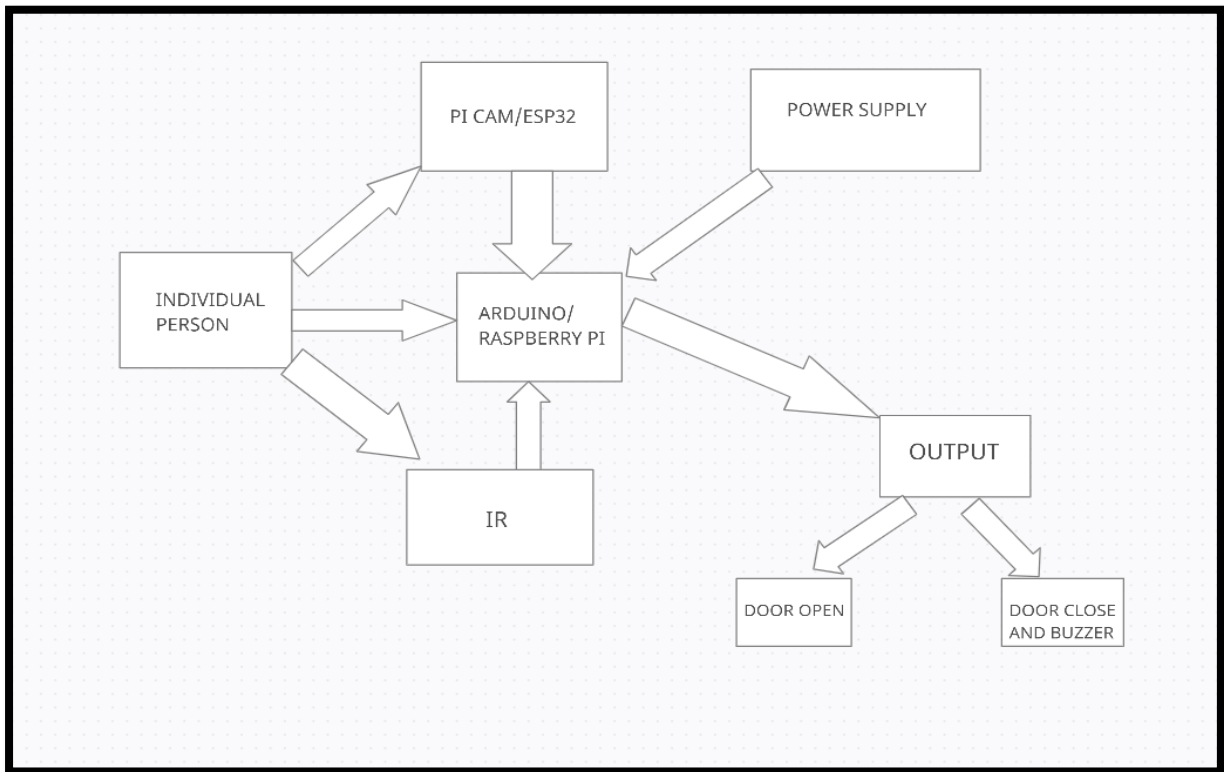 PI CAM/ESP32
POWER SUPPLY
INDIVIDUAL
PERSON
ARDUINO/
RASPBERRY PI
IR
OUTPUT
DOOR OPEN
DOOR CLOSE
AND BUZZER